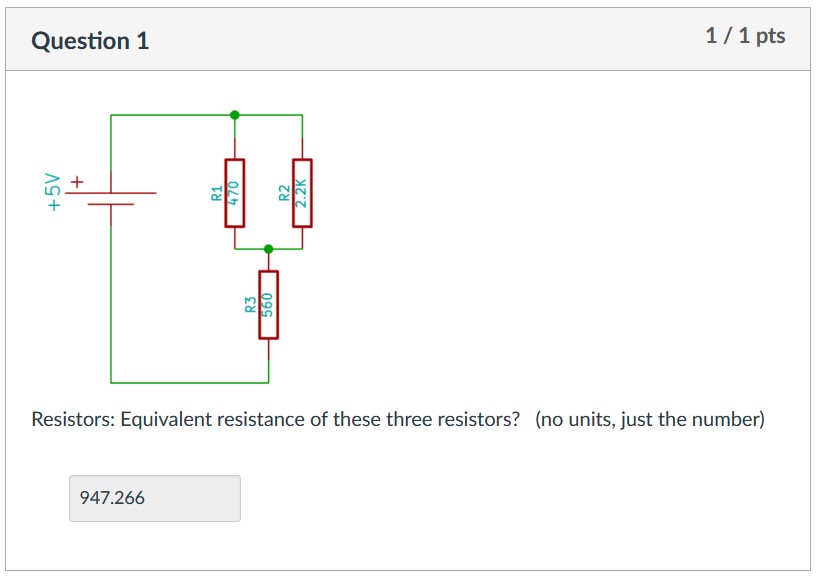 Question 1
1 / 1 pts
+5V
+
R1
470
R2
2.2K
R3
560
Resistors: Equivalent resistance of these three resistors? (no units, just the number)
947.266